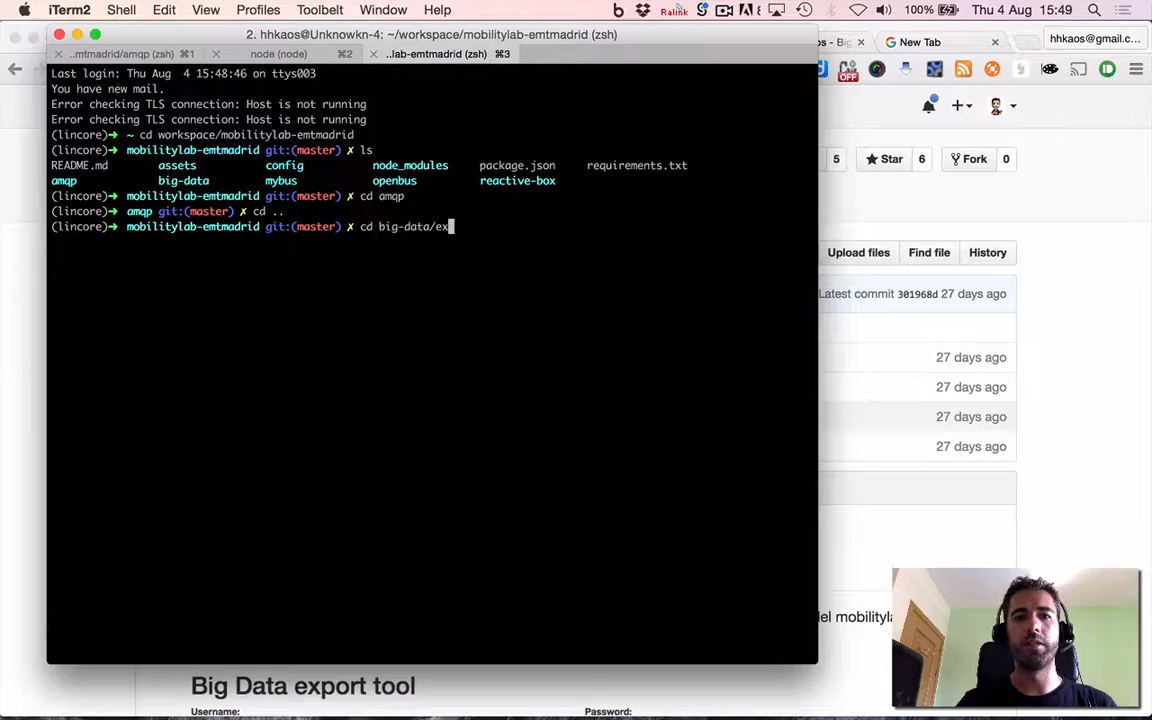 iTerm2 Shell Edit View Profiles Toolbelt Window Help 100% Thu 4 Aug 15:49
2. hhkaos@Unknowkn-4: ~/workspace/mobilitylab-emtmadrid (zsh)
..mtmadrid/amqp (zsh) ⌘1 node (node) ⌘2 ..lab-emtmadrid (zsh) ⌘3
New Tab
hhkaos@gmail.c...
Last login: Thu Aug  4 15:48:46 on ttys003
You have new mail.
Error checking TLS connection: Host is not running
Error checking TLS connection: Host is not running
(lincore)➜ ~ cd workspace/mobilitylab-emtmadrid
(lincore)➜ mobilitylab-emtmadrid git:(master) ✗ ls
README.md assets config node_modules package.json requirements.txt
amqp big-data mybus openbus reactive-box
(lincore)➜ mobilitylab-emtmadrid git:(master) ✗ cd amqp
(lincore)➜ amqp git:(master) ✗ cd ..
(lincore)➜ mobilitylab-emtmadrid git:(master) ✗ cd big-data/ex
OFF
5 Star 6 Fork 0
Upload files Find file History
Latest commit 301968d 27 days ago
27 days ago
27 days ago
27 days ago
27 days ago
del mobilityla
Big Data export tool
Username: Password: